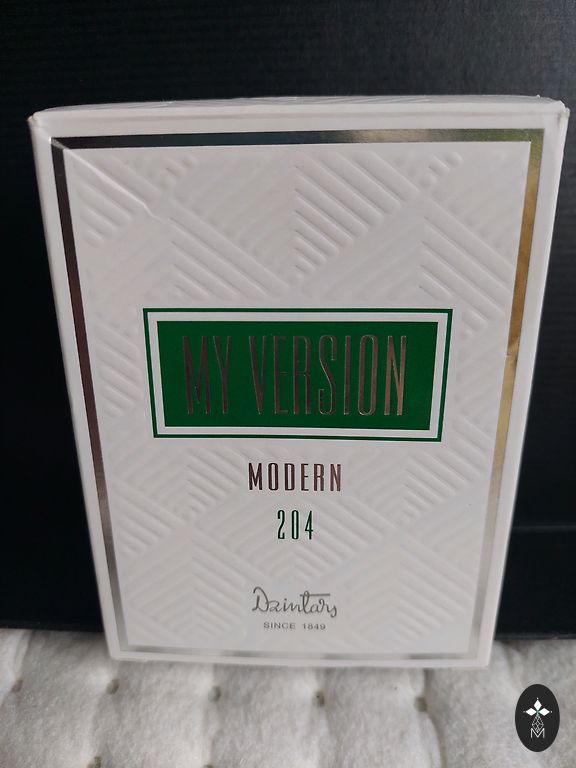 MY VERSION
MODERN
204
Dzintars
SINCE 1849
M